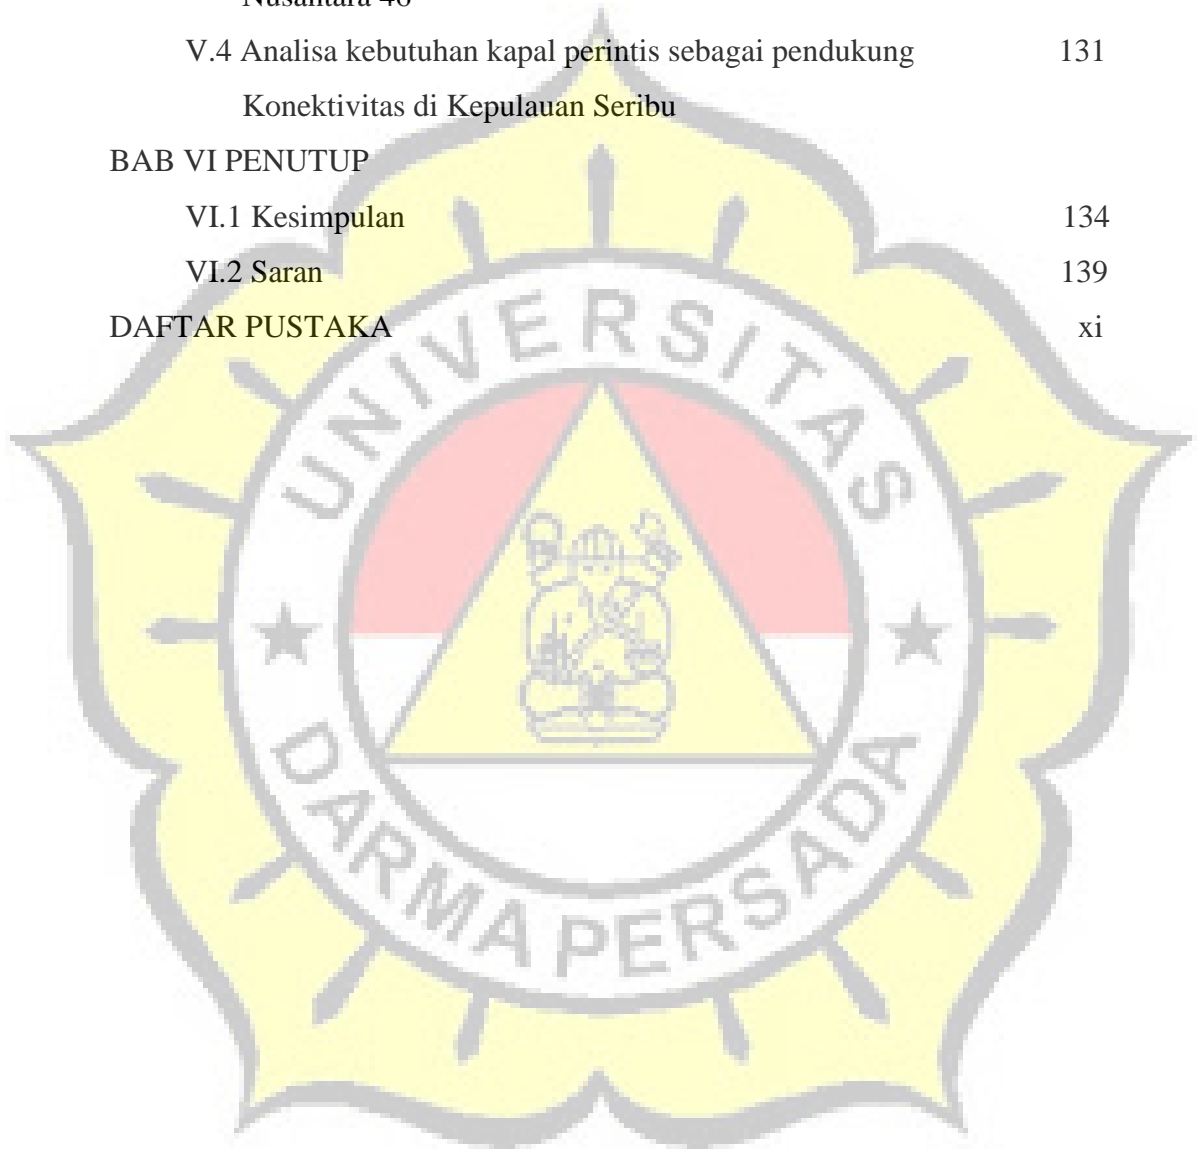 Nusantara 46
V.4 Analisa kebutuhan kapal perintis sebagai pendukung 131
Konektivitas di Kepulauan Seribu
BAB VI PENUTUP
VI.1 Kesimpulan 134
VI.2 Saran 139
DAFTAR PUSTAKA xi
UNIVERSITAS
DARMA PERSADA